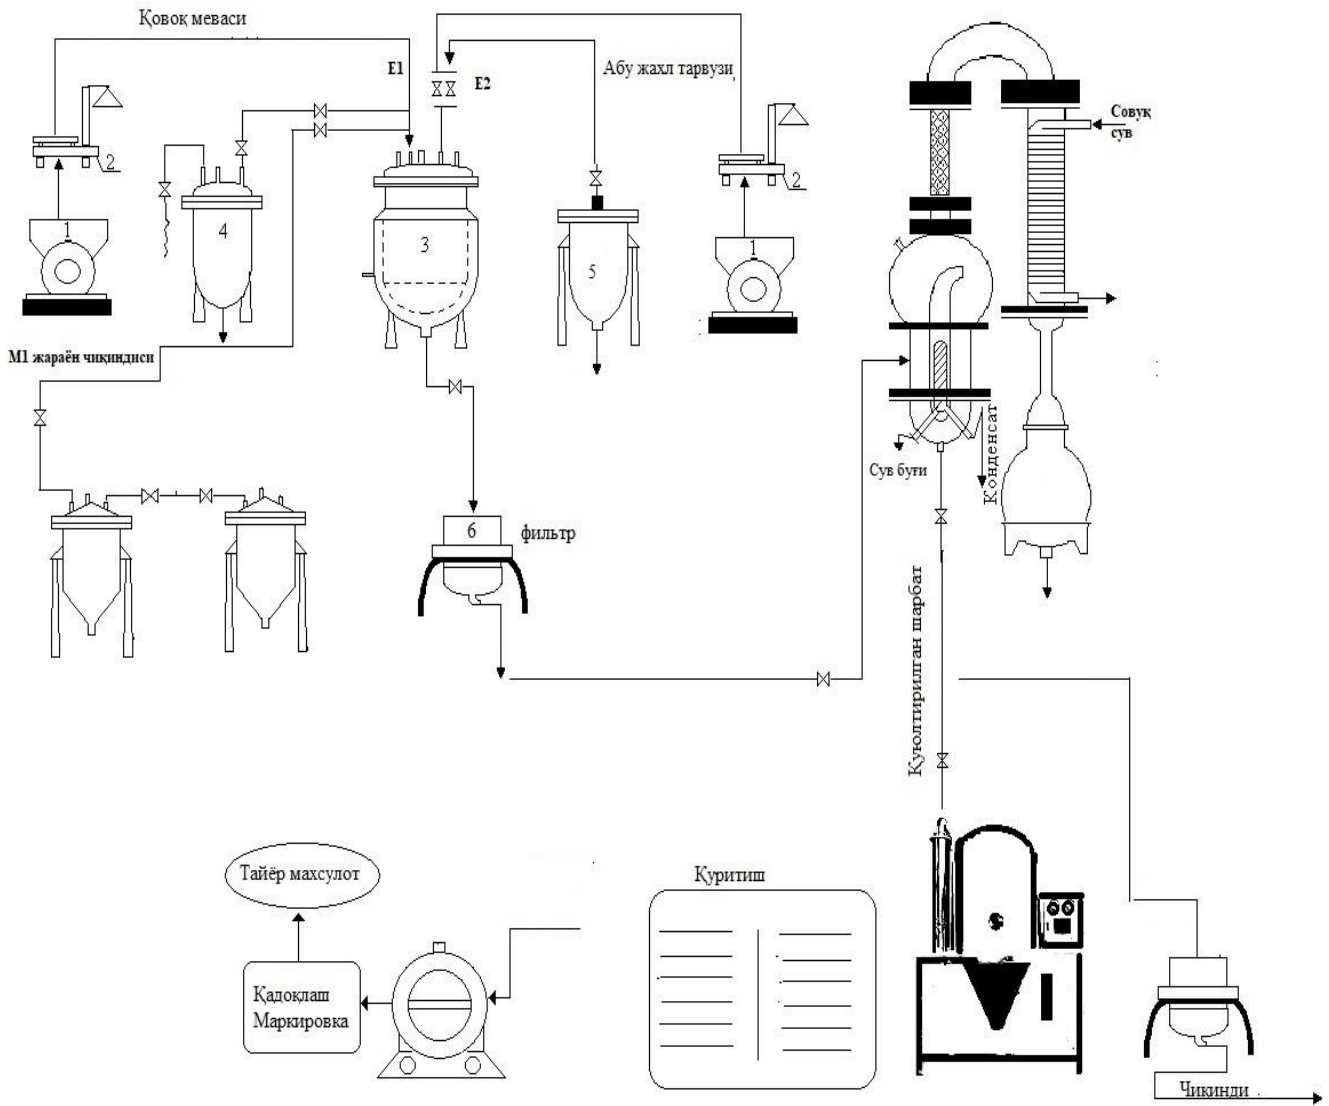 Қовоқ меваси
E1
E2
Абу жаҳл тарвузи
Совуқ
сув
2
2
1
4
3
5
1
М1 жараён чиқиндиси
Сув буғи
Конденсат
6
фильтр
Қуюлтирилган шарбат
Тайёр махсулот
Қуритиш
Қадоқлаш
Маркировка
Чиқинди